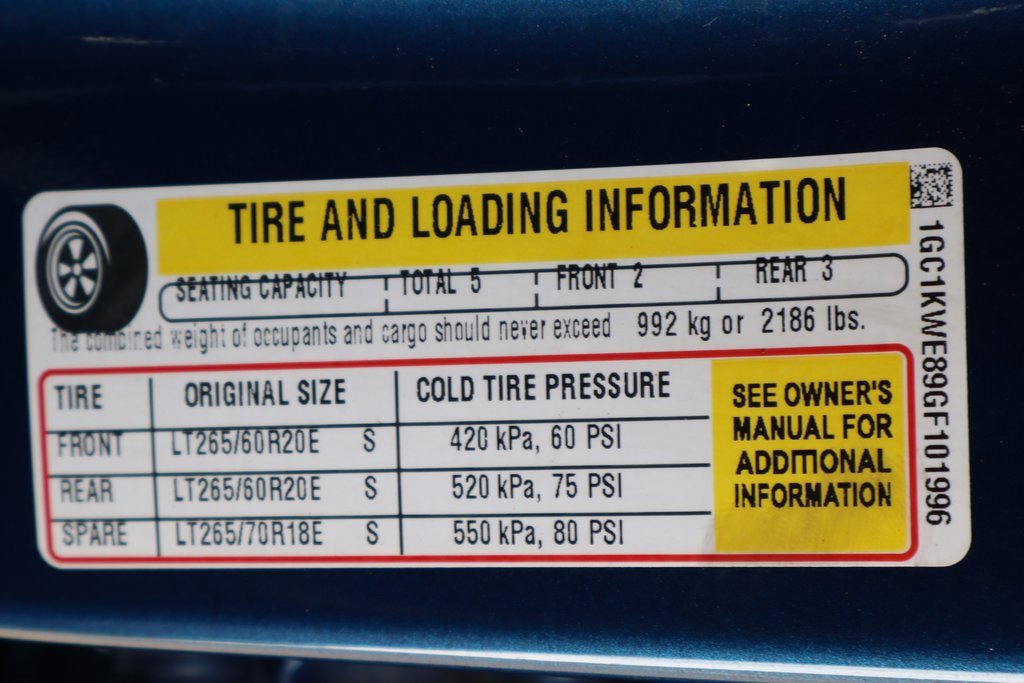 TIRE AND LOADING INFORMATION
SEATING CAPACITY TOTAL 5 FRONT 2 REAR 3
The combined weight of occupants and cargo should never exceed 992 kg or 2186 lbs.
TIRE ORIGINAL SIZE COLD TIRE PRESSURE
FRONT LT265/60R20E S 420 kPa, 60 PSI
REAR LT265/60R20E S 520 kPa, 75 PSI
SPARE LT265/70R18E S 550 kPa, 80 PSI
SEE OWNER'S
MANUAL FOR
ADDITIONAL
INFORMATION
1GC1KWE89GF101996